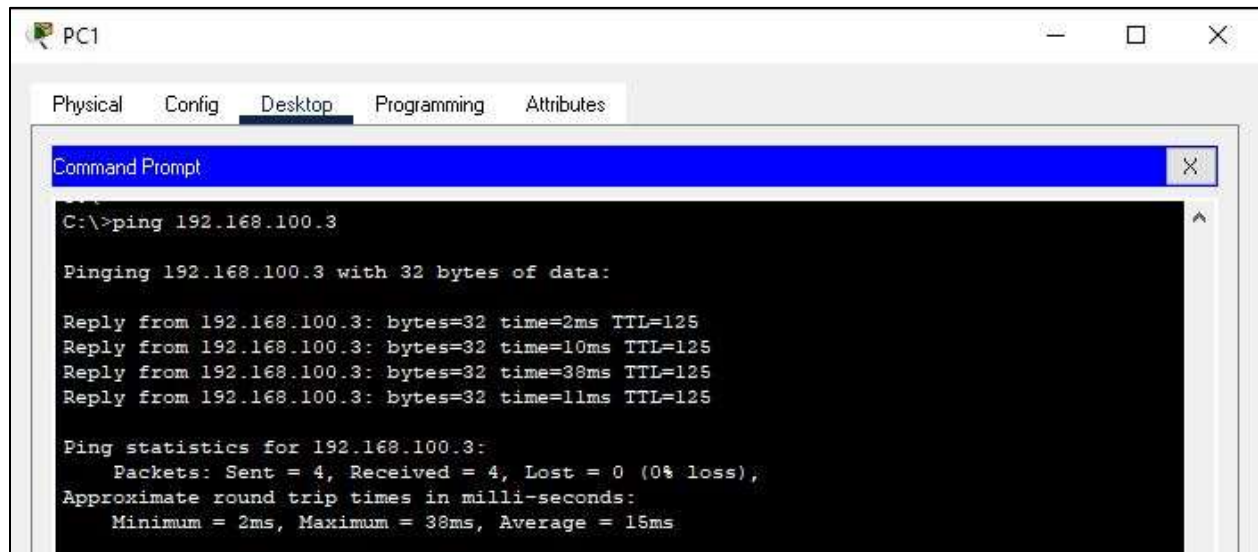 PC1
Physical Config Desktop Programming Attributes
Command Prompt
X
C:\>ping 192.168.100.3
Pinging 192.168.100.3 with 32 bytes of data:
Reply from 192.168.100.3: bytes=32 time=2ms TTL=125
Reply from 192.168.100.3: bytes=32 time=10ms TTL=125
Reply from 192.168.100.3: bytes=32 time=38ms TTL=125
Reply from 192.168.100.3: bytes=32 time=11ms TTL=125
Ping statistics for 192.168.100.3:
Packets: Sent = 4, Received = 4, Lost = 0 (0% loss),
Approximate round trip times in milli-seconds:
Minimum = 2ms, Maximum = 38ms, Average = 15ms